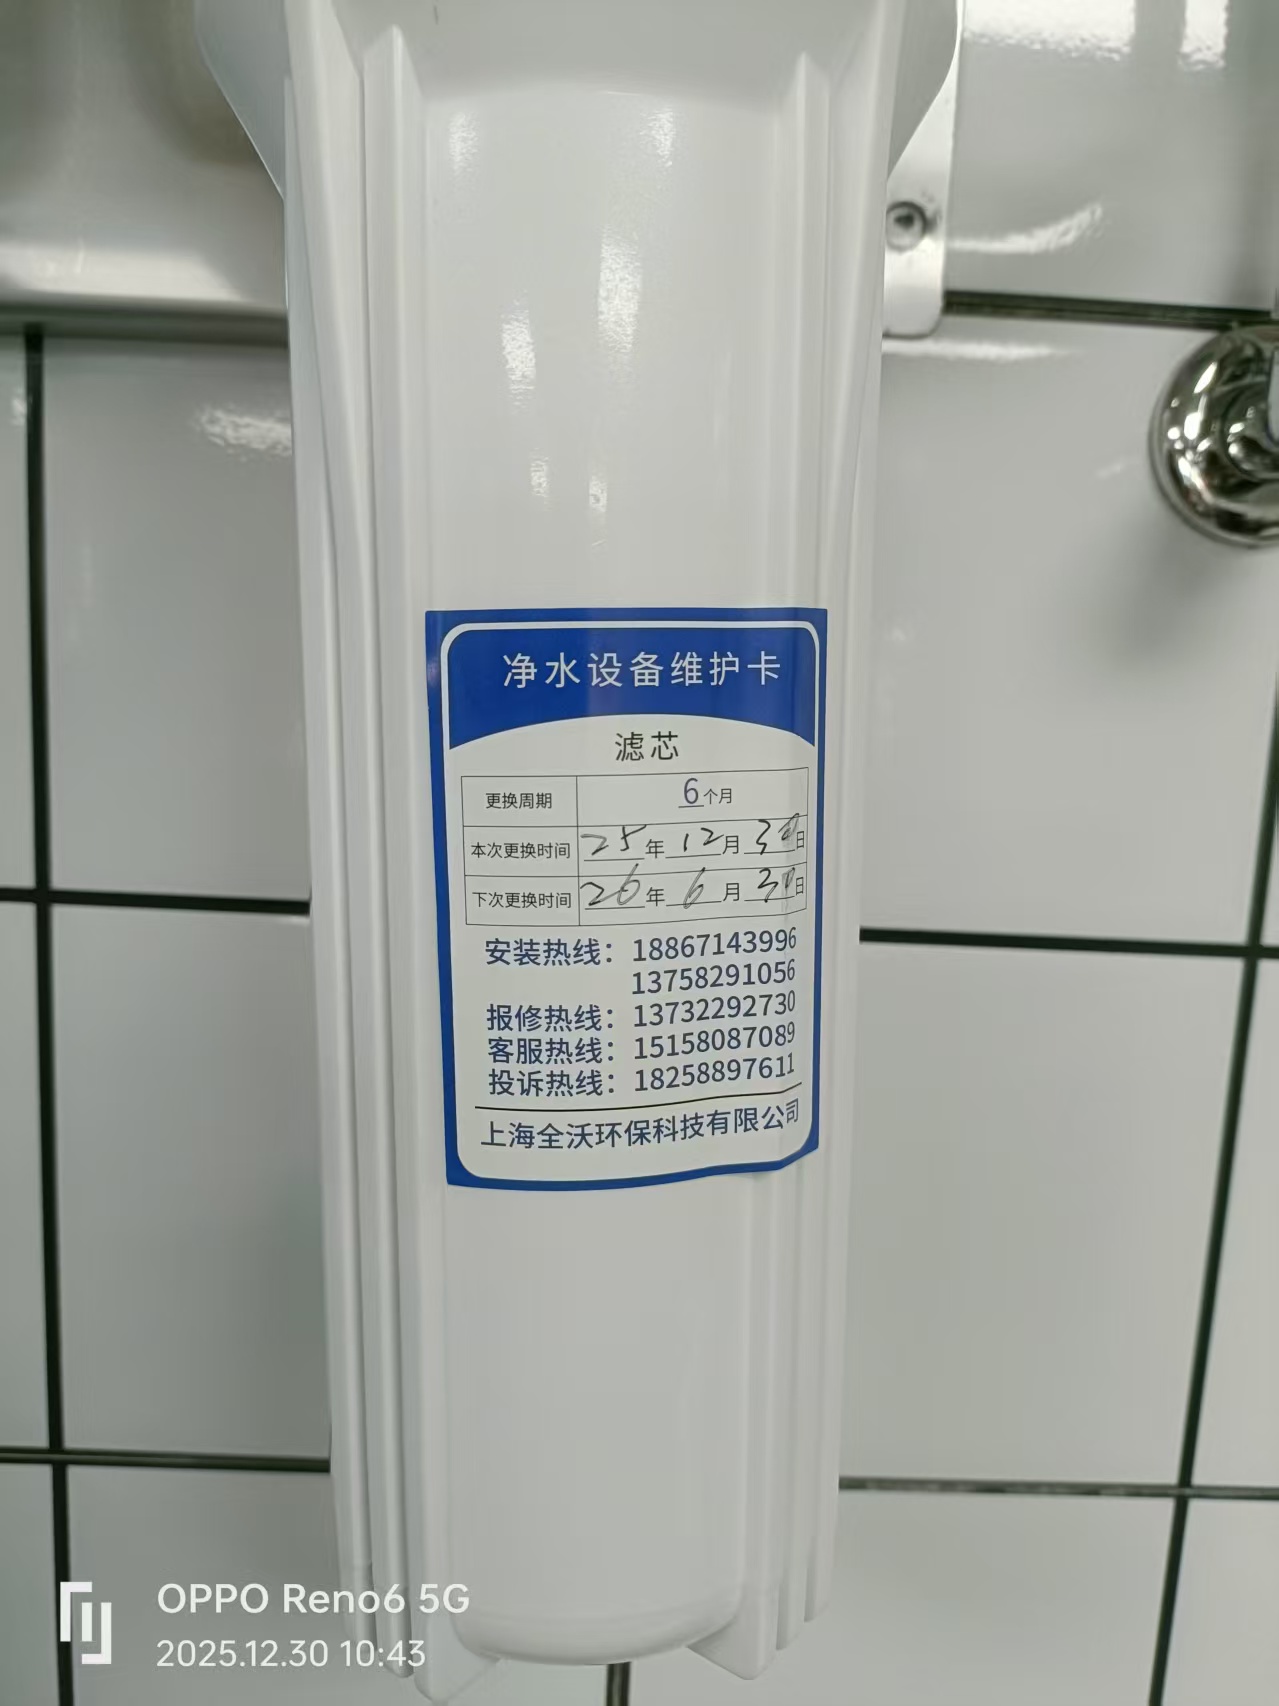 净水设备维护卡
滤芯
更换周期 6个月
本次更换时间 25年12月30日
下次更换时间 26年6月30日
安装热线：18867143996
13758291056
报修热线：13732292730
客服热线：15158087089
投诉热线：18258897611
上海全沃环保科技有限公司
OPPO Reno6 5G
2025.12.30 10:43